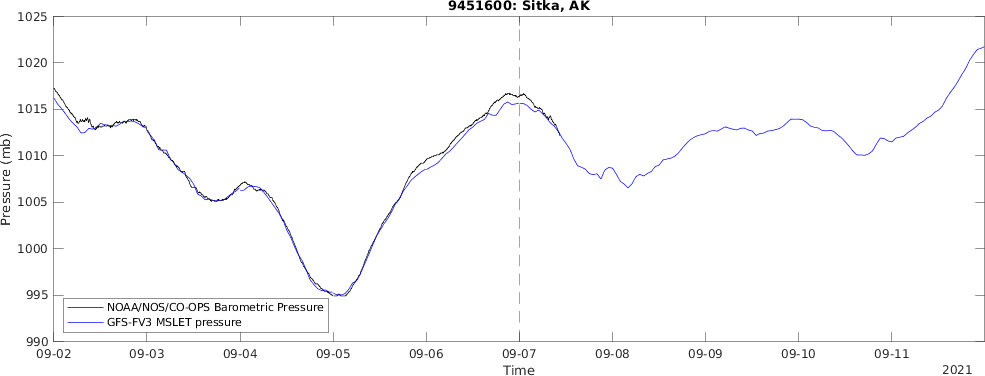 9451600: Sitka, AK
Pressure (mb)
1025
1020
1015
1010
1005
1000
995
990
NOAA/NOS/CO-OPS Barometric Pressure
GFS-FV3 MSLET pressure
09-02 09-03 09-04 09-05 09-06 09-07 09-08 09-09 09-10 09-11
Time
2021